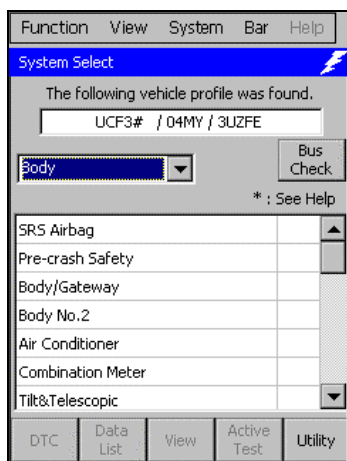 Function View System Bar Help
System Select
The following vehicle profile was found.
UCF3# / 04MY / 3UZFE
Body
Bus
Check
* : See Help
SRS Airbag
Pre-crash Safety
Body/Gateway
Body No.2
Air Conditioner
Combination Meter
Tilt&Telescopic
DTC
Data
List
View
Active
Test
Utility